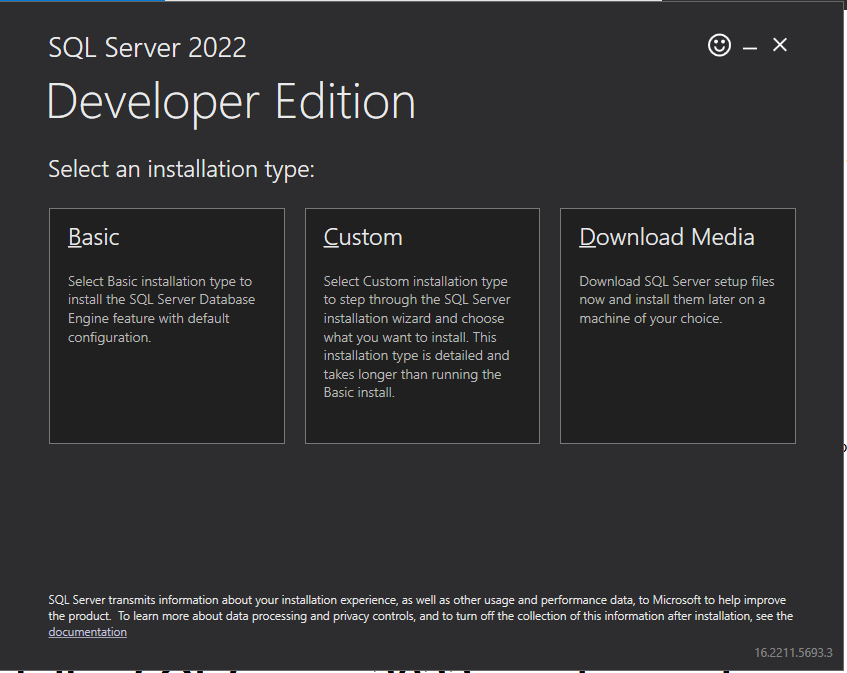 SQL Server 2022
Developer Edition
Select an installation type:
Basic
Select Basic installation type to
install the SQL Server Database
Engine feature with default
configuration.
Custom
Select Custom installation type
to step through the SQL Server
installation wizard and choose
what you want to install. This
installation type is detailed and
takes longer than running the
Basic install.
Download Media
Download SQL Server setup files
now and install them later on a
machine of your choice.
SQL Server transmits information about your installation experience, as well as other usage and performance data, to Microsoft to help improve
the product.  To learn more about data processing and privacy controls, and to turn off the collection of this information after installation, see the
documentation
16.2211.5693.3